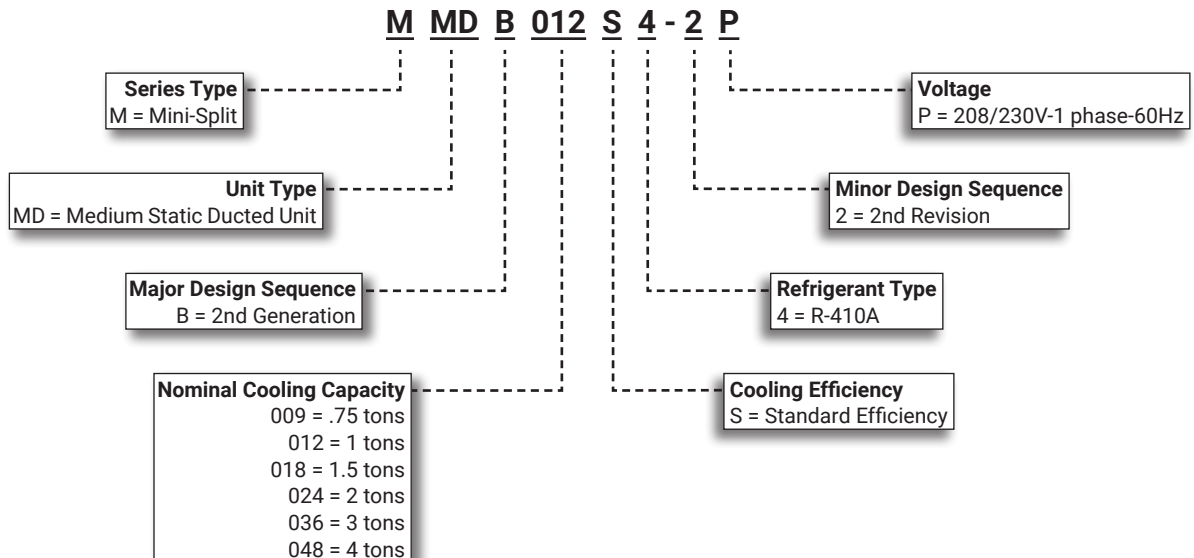 M MD B 012 S 4 - 2 P
Series Type
M = Mini-Split
Voltage
P = 208/230V-1 phase-60Hz
Unit Type
MD = Medium Static Ducted Unit
Minor Design Sequence
2 = 2nd Revision
Major Design Sequence
B = 2nd Generation
Refrigerant Type
4 = R-410A
Nominal Cooling Capacity
009 = .75 tons
012 = 1 tons
018 = 1.5 tons
024 = 2 tons
036 = 3 tons
048 = 4 tons
Cooling Efficiency
S = Standard Efficiency